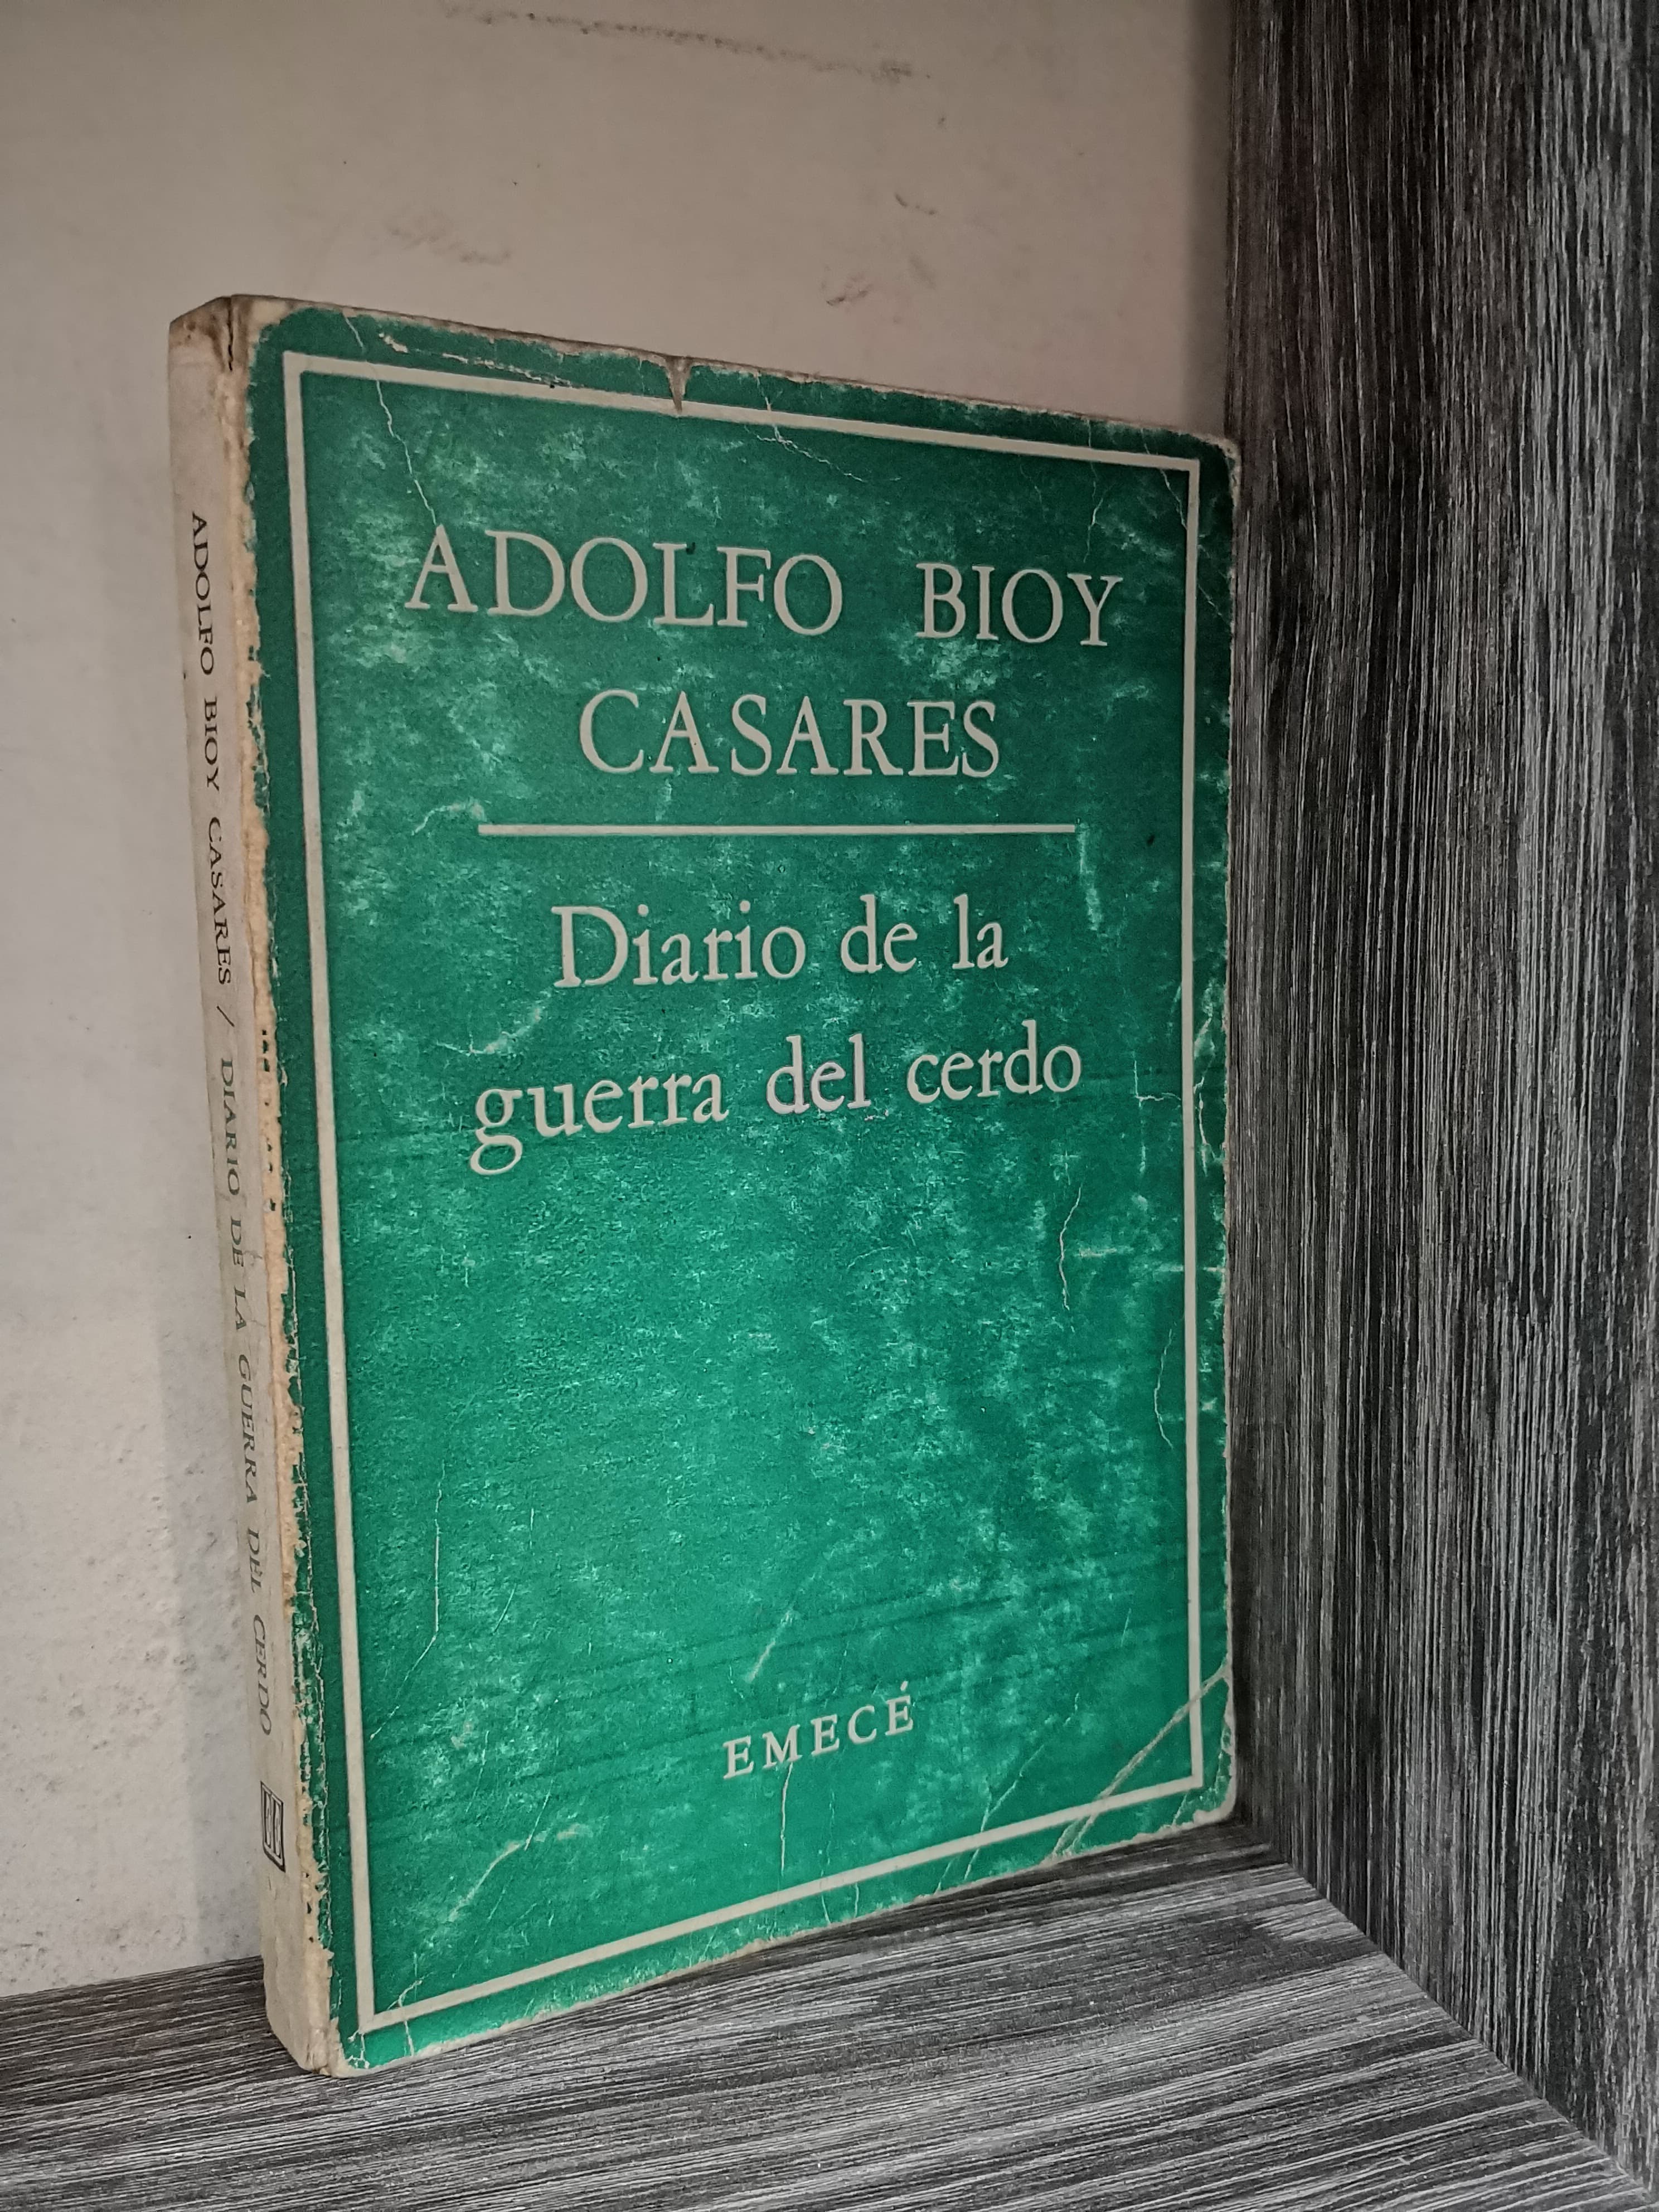 ADOLFO BIOY CASARES / DIARIO DE LA GUERRA DEL CERDO
ADOLFO BIOY
CASARES
Diario de la
guerra del cerdo
EMECÉ